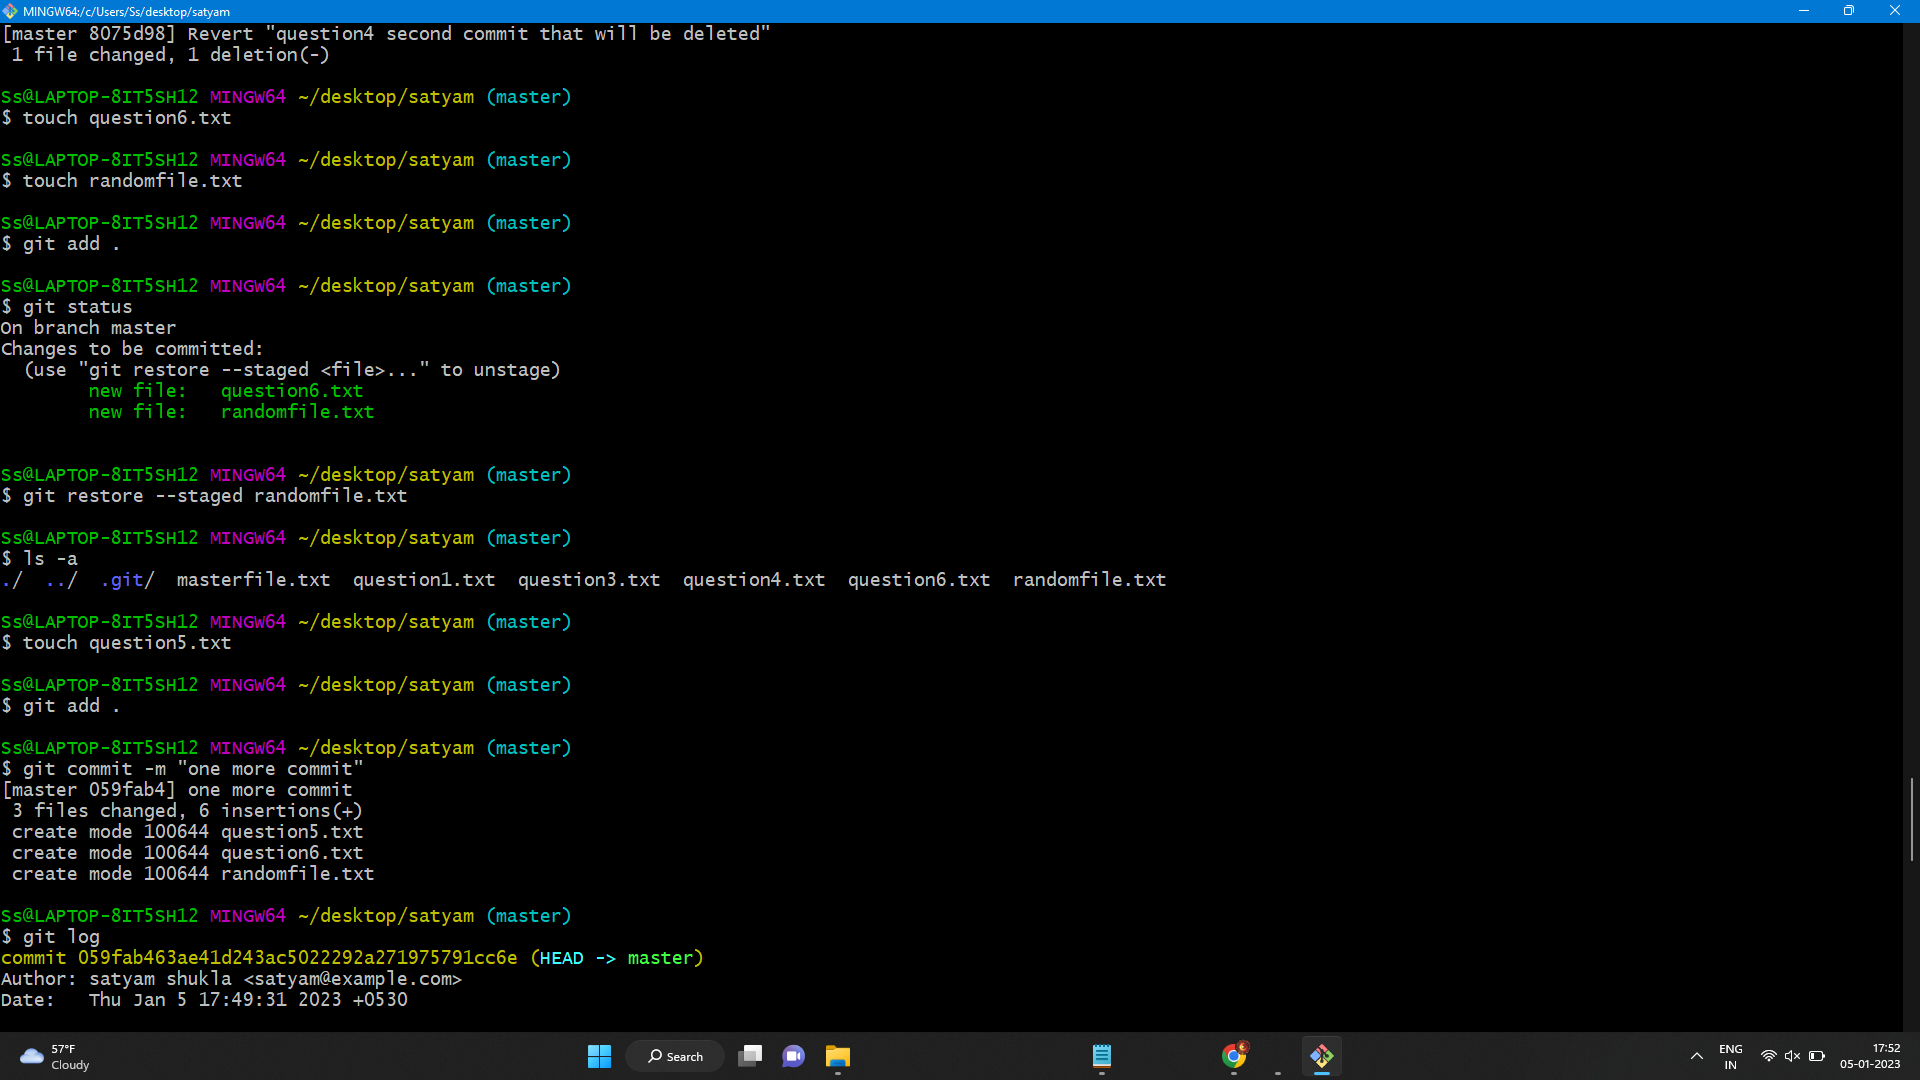 MINGW64:/c/Users/Ss/desktop/satyam
[master 8075d98] Revert "question4 second commit that will be deleted"
 1 file changed, 1 deletion(-)
Ss@LAPTOP-8IT5SH12 MINGW64 ~/desktop/satyam (master)
$ touch question6.txt
Ss@LAPTOP-8IT5SH12 MINGW64 ~/desktop/satyam (master)
$ touch randomfile.txt
Ss@LAPTOP-8IT5SH12 MINGW64 ~/desktop/satyam (master)
$ git add .
Ss@LAPTOP-8IT5SH12 MINGW64 ~/desktop/satyam (master)
$ git status
On branch master
Changes to be committed:
  (use "git restore --staged <file>..." to unstage)
        new file:   question6.txt
        new file:   randomfile.txt
Ss@LAPTOP-8IT5SH12 MINGW64 ~/desktop/satyam (master)
$ git restore --staged randomfile.txt
Ss@LAPTOP-8IT5SH12 MINGW64 ~/desktop/satyam (master)
$ ls -a
./  ../  .git/  masterfile.txt  question1.txt  question3.txt  question4.txt  question6.txt  randomfile.txt
Ss@LAPTOP-8IT5SH12 MINGW64 ~/desktop/satyam (master)
$ touch question5.txt
Ss@LAPTOP-8IT5SH12 MINGW64 ~/desktop/satyam (master)
$ git add .
Ss@LAPTOP-8IT5SH12 MINGW64 ~/desktop/satyam (master)
$ git commit -m "one more commit"
[master 059fab4] one more commit
 3 files changed, 6 insertions(+)
 create mode 100644 question5.txt
 create mode 100644 question6.txt
 create mode 100644 randomfile.txt
Ss@LAPTOP-8IT5SH12 MINGW64 ~/desktop/satyam (master)
$ git log
commit 059fab463ae41d243ac5022292a271975791cc6e (HEAD -> master)
Author: satyam shukla <satyam@example.com>
Date:   Thu Jan 5 17:49:31 2023 +0530
57°F
Cloudy
Search
ENG
IN
17:52
05-01-2023